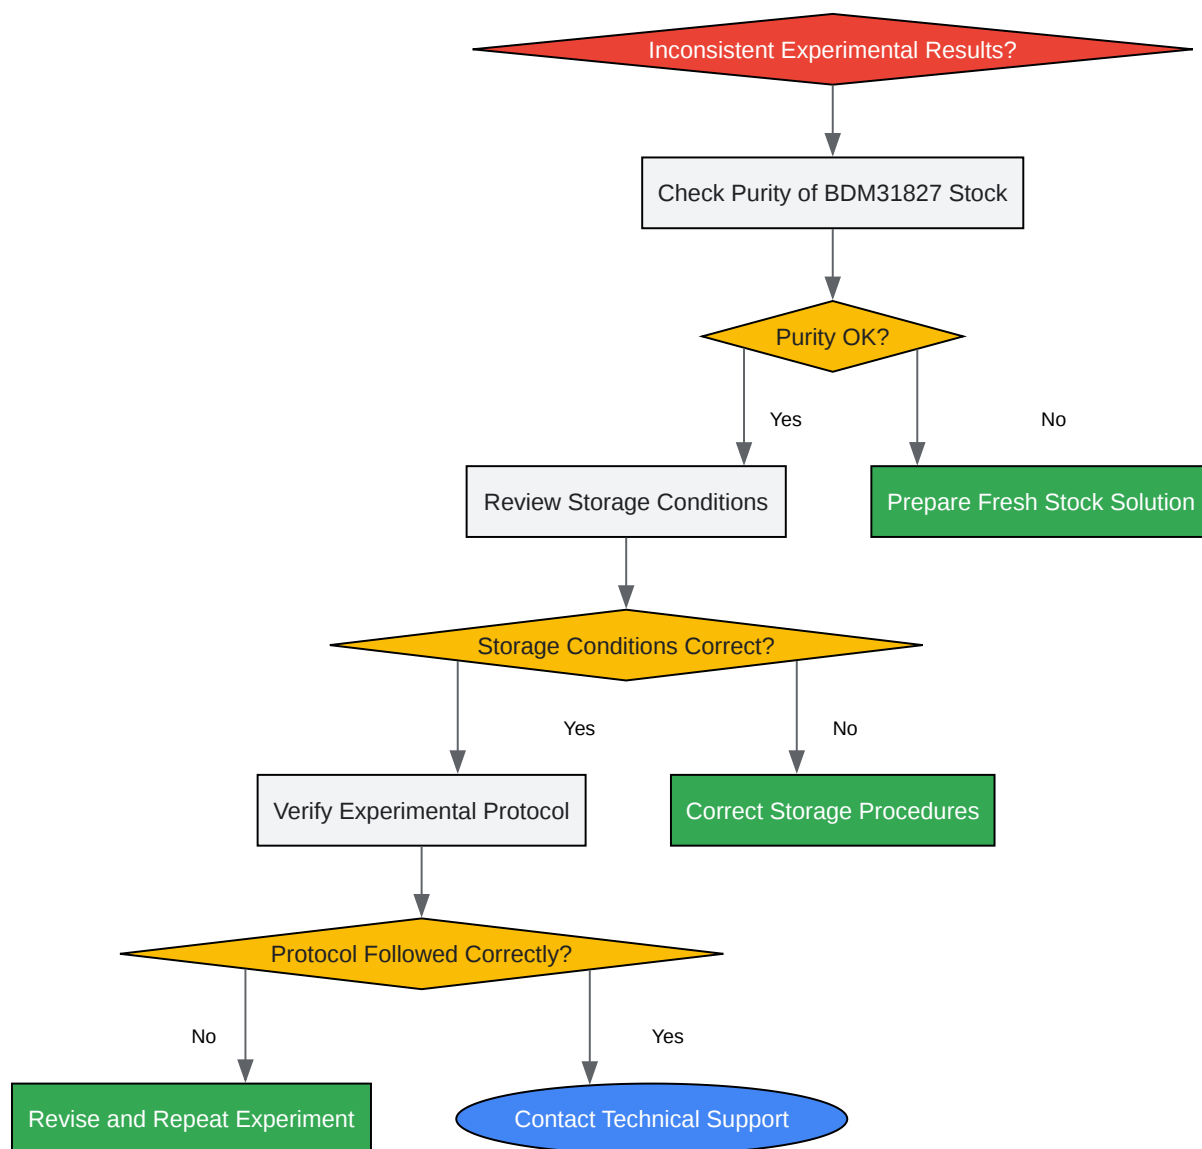 Inconsistent Experimental Results?
Check Purity of BDM31827 Stock
Purity OK?
Yes
No
Review Storage Conditions
Prepare Fresh Stock Solution
Storage Conditions Correct?
Yes
No
Verify Experimental Protocol
Correct Storage Procedures
Protocol Followed Correctly?
No
Yes
Revise and Repeat Experiment
Contact Technical Support